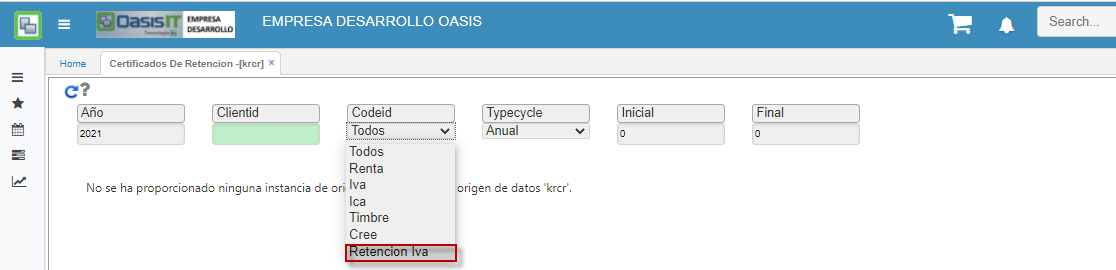 OasisIT
Tecnología
EMPRESA
DESARROLLO
EMPRESA DESARROLLO OASIS
Search...
Home
Certificados De Retencion -[krcr] ×
?
Año
Clientid
Codeid
Typecycle
Inicial
Final
2021
Todos
Anual
0
0
Todos
Renta
Iva
Ica
Timbre
Cree
Retencion Iva
No se ha proporcionado ninguna instancia de ori
origen de datos 'krcr'.